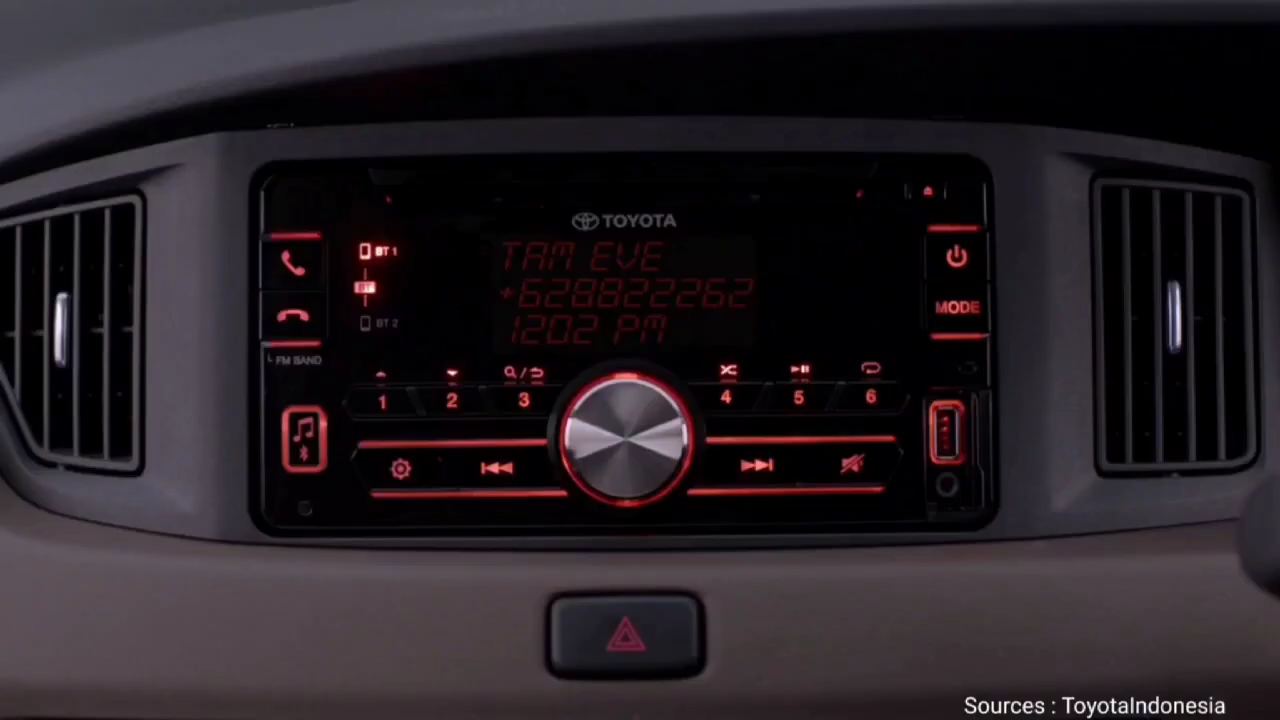 TOYOTA
BT 1
BT 2
TAM EVE
+628822262
1202 PM
MODE
FM BAND
1 2 3 4 5 6
Sources : ToyotaIndonesia